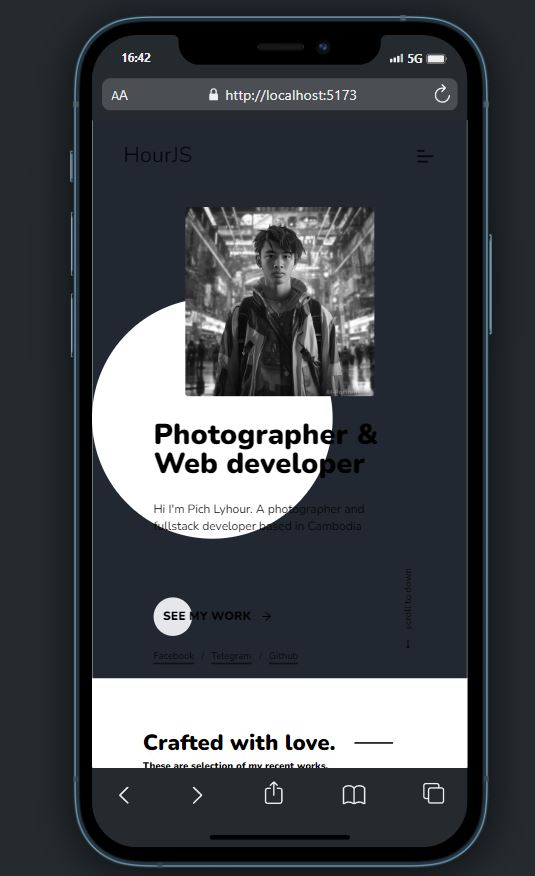 16:42
5G
AA
http://localhost:5173
HourJS
Photographer &
Web developer
Hi I'm Pich Lyhour. A photographer and
fullstack developer based in Cambodia
scroll to down
SEE MY WORK →
Facebook / Telegram / Github
Crafted with love.
These are selection of my recent works.